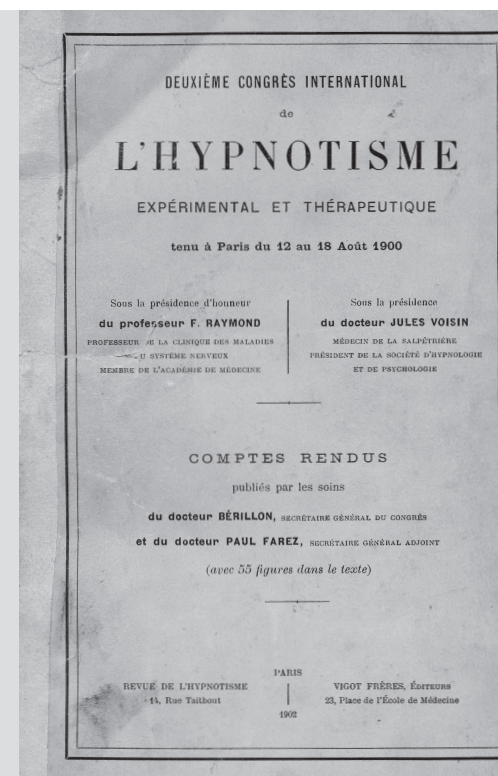 DEUXIÈME CONGRÈS INTERNATIONAL
de
L'HYPNOTISME
EXPÉRIMENTAL ET THÉRAPEUTIQUE
tenu à Paris du 12 au 18 Août 1900
Sous la présidence d'honneur
du professeur F. RAYMOND
PROFESSEUR DE LA CLINIQUE DES MALADIES
U SYSTÈME NERVEUX
MEMBRE DE L'ACADÉMIE DE MÉDECINE
Sous la présidence
du docteur JULES VOISIN
MÉDECIN DE LA SALPÊTRIÈRE
PRÉSIDENT DE LA SOCIÉTÉ D'HYPNOLOGIE
ET DE PSYCHOLOGIE
COMPTES RENDUS
publiés par les soins
du docteur BÉRILLON, SECRÉTAIRE GÉNÉRAL DU CONGRÈS
et du docteur PAUL FAREZ, SECRÉTAIRE GÉNÉRAL ADJOINT
(avec 55 figures dans le texte)
PARIS
REVUE DE L'HYPNOTISME
14, Rue Taitbout
VIGOT FRÈRES, ÉDITEURS
23, Place de l'École de Médecine
1902